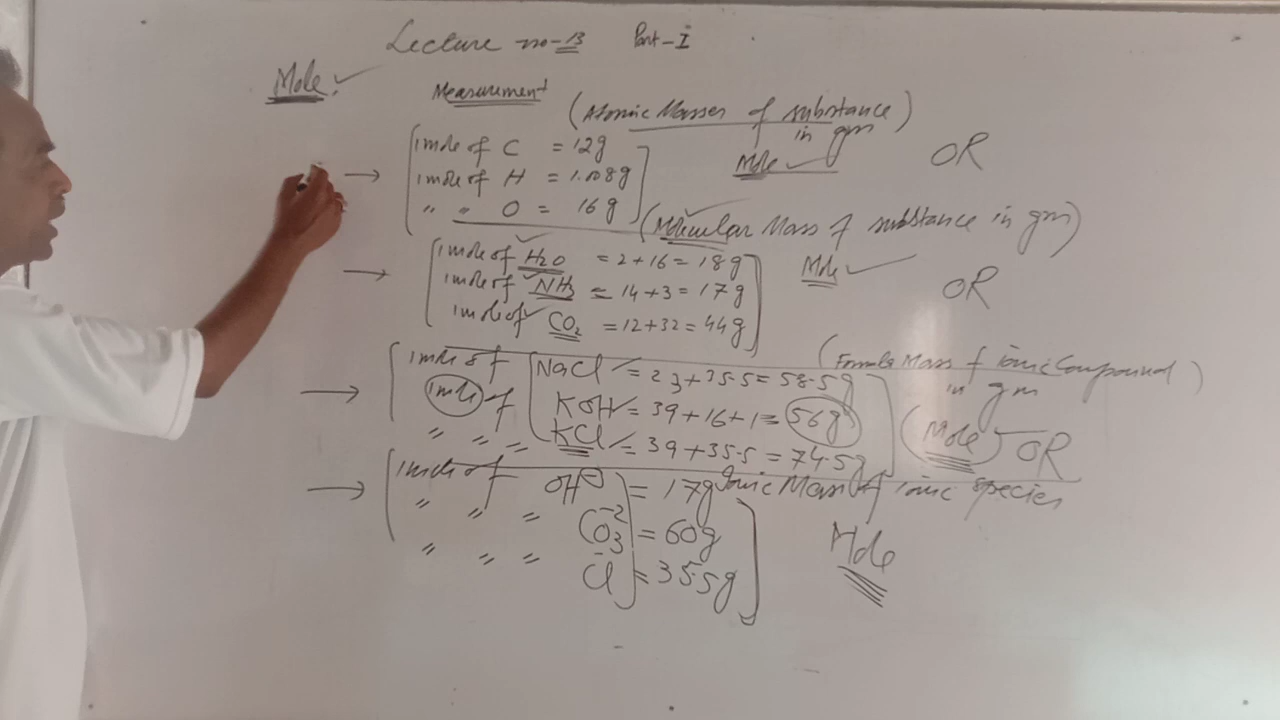 Lecture no-13 Part-I
Mole
Measurement
(Atomic Masses of substance)
in gm
1 mole of C = 12g
1 mole of H = 1.008g
" " O = 16g
Mole
OR
(Molecular Mass of substance in gm)
1 mole of H2O = 2+16 = 18g
1 mole of NH3 = 14+3 = 17g
1 mole of CO2 = 12+32 = 44g
Mole
OR
(Formula Mass of ionic Compound)
in gm
1 mole of NaCl = 23+35.5 = 58.5g
1 mole of KOH = 39+16+1 = 56g
" " " KCl = 39+35.5 = 74.5g
(Mole) OR
Ionic Mass of ionic species
1 mole of OH⊖ = 17g
" " " CO3-2 = 60g
" " " Cl- = 35.5g
Mole